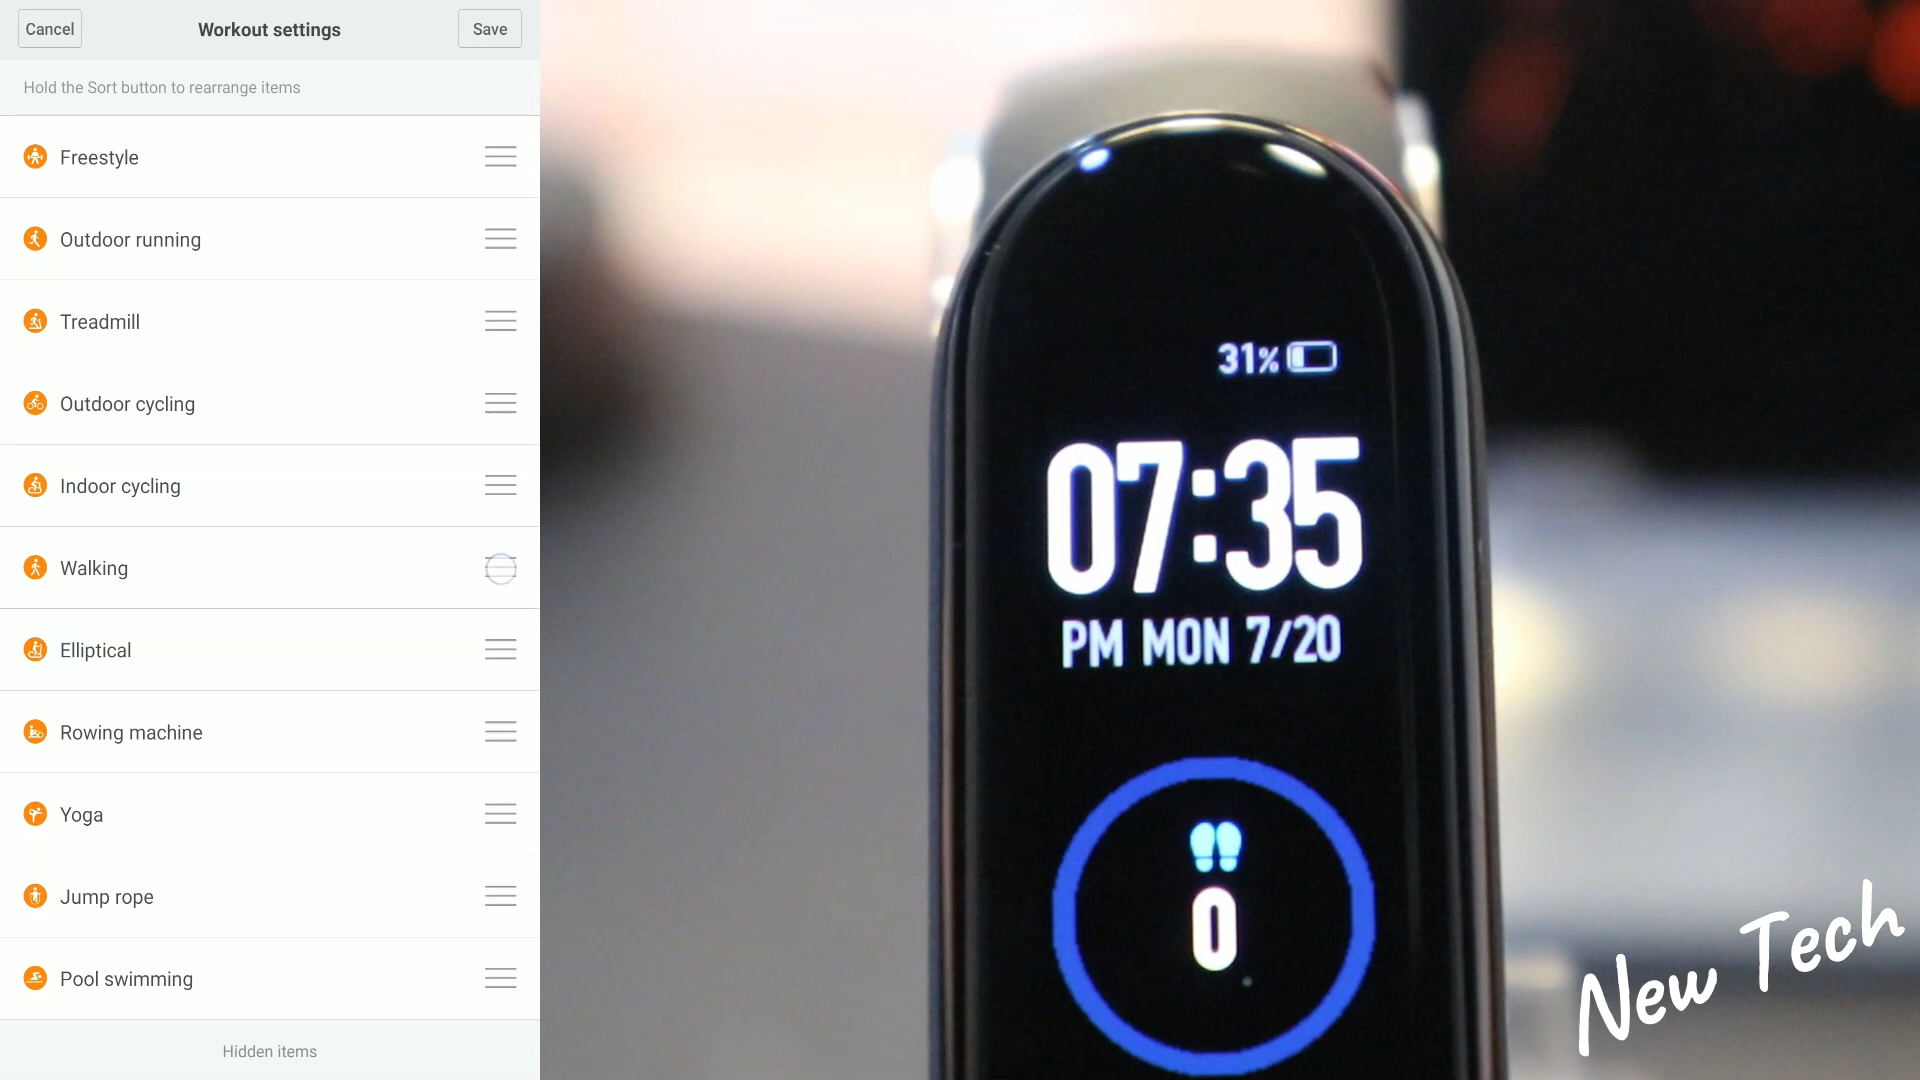 Cancel
Workout settings
Save
Hold the Sort button to rearrange items
Freestyle
Outdoor running
Treadmill
Outdoor cycling
Indoor cycling
Walking
Elliptical
Rowing machine
Yoga
Jump rope
Pool swimming
Hidden items
31%
07:35
PM MON 7/20
0
New Tech